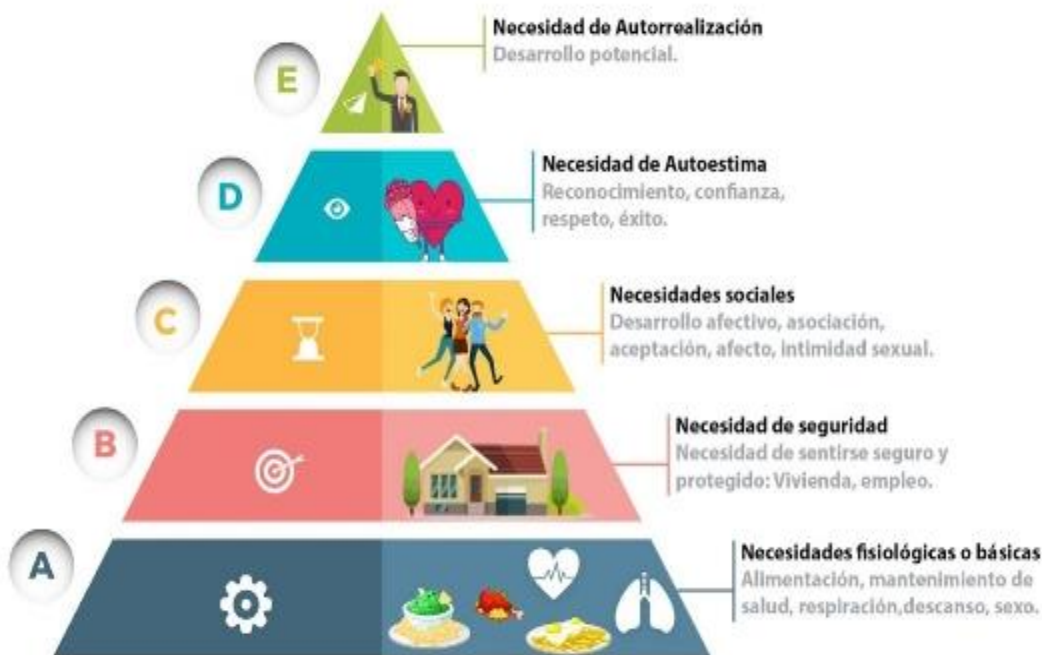 E
Necesidad de Autorrealización
Desarrollo potencial.
D
Necesidad de Autoestima
Reconocimiento, confianza,
respeto, éxito.
C
Necesidades sociales
Desarrollo afectivo, asociación,
aceptación, afecto, intimidad sexual.
B
Necesidad de seguridad
Necesidad de sentirse seguro y
protegido: Vivienda, empleo.
A
Necesidades fisiológicas o básicas
Alimentación, mantenimiento de
salud, respiración,descanso, sexo.